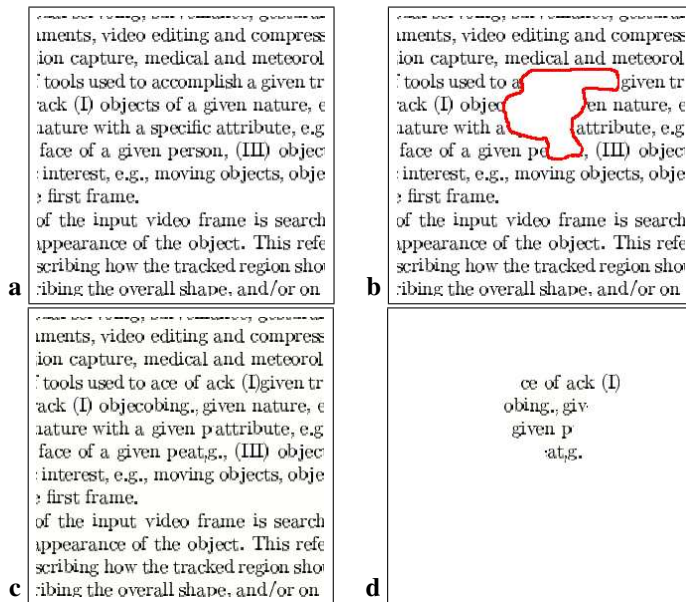 ments, video editing and compress
ion capture, medical and meteorol
tools used to accomplish a given tr
ack (I) objects of a given nature, e
nature with a specific attribute, e.g
face of a given person, (III) objec
interest, e.g., moving objects, obje
first frame.
of the input video frame is search
appearance of the object. This refe
scribing how the tracked region shou
a ribing the overall shape, and/or on
ments, video editing and compress
ion capture, medical and meteorol
tools used to a given tr
ack (I) objec en nature, e
nature with a attribute, e.g
face of a given pe , (III) objec
interest, e.g., moving objects, obje
first frame.
of the input video frame is search
appearance of the object. This refe
scribing how the tracked region shou
b ribing the overall shape, and/or on
ments, video editing and compress
ion capture, medical and meteorol
tools used to ace of ack (I)given tr
ack (I) objecobing., given nature, e
nature with a given pattribute, e.g
face of a given peat,g., (III) objec
interest, e.g., moving objects, obje
first frame.
of the input video frame is search
appearance of the object. This refe
scribing how the tracked region shou
c ribing the overall shape, and/or on
ce of ack (I)
obing., giv
given p
at,g.
d